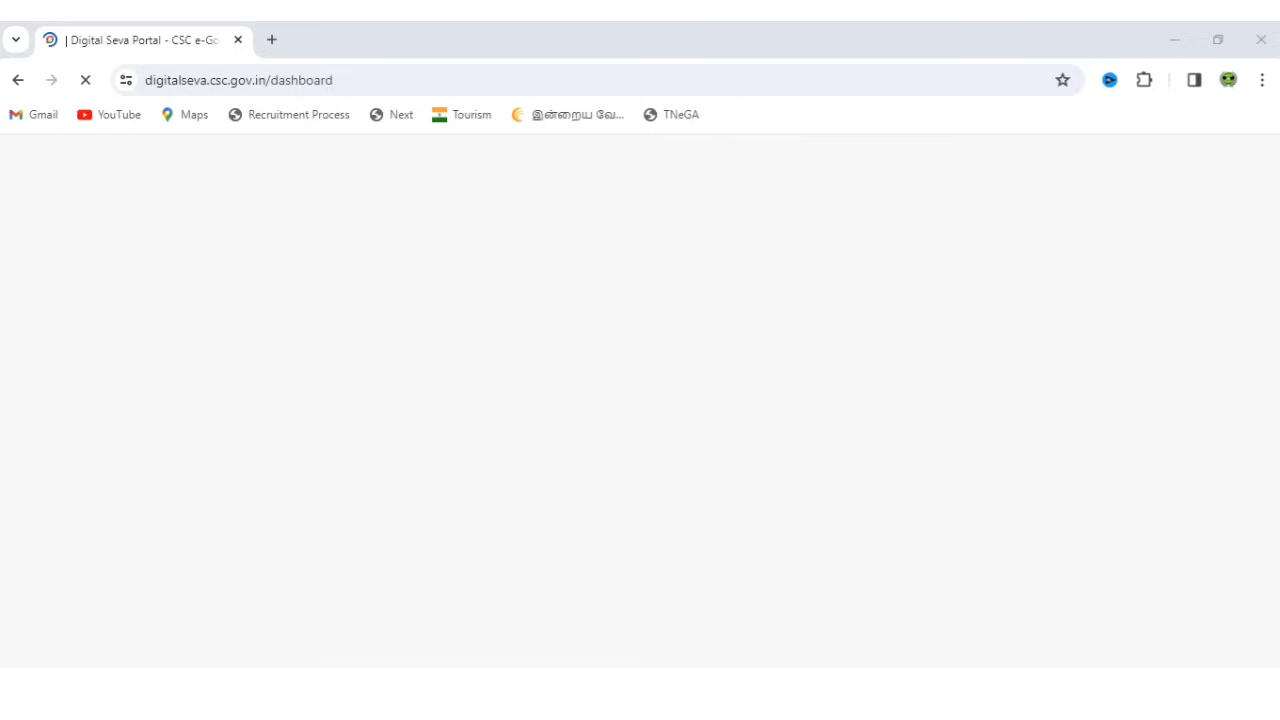 | Digital Seva Portal - CSC e-Go
digitalseva.csc.gov.in/dashboard
Gmail YouTube Maps Recruitment Process Next Tourism இன்றைய வே... TNeGA